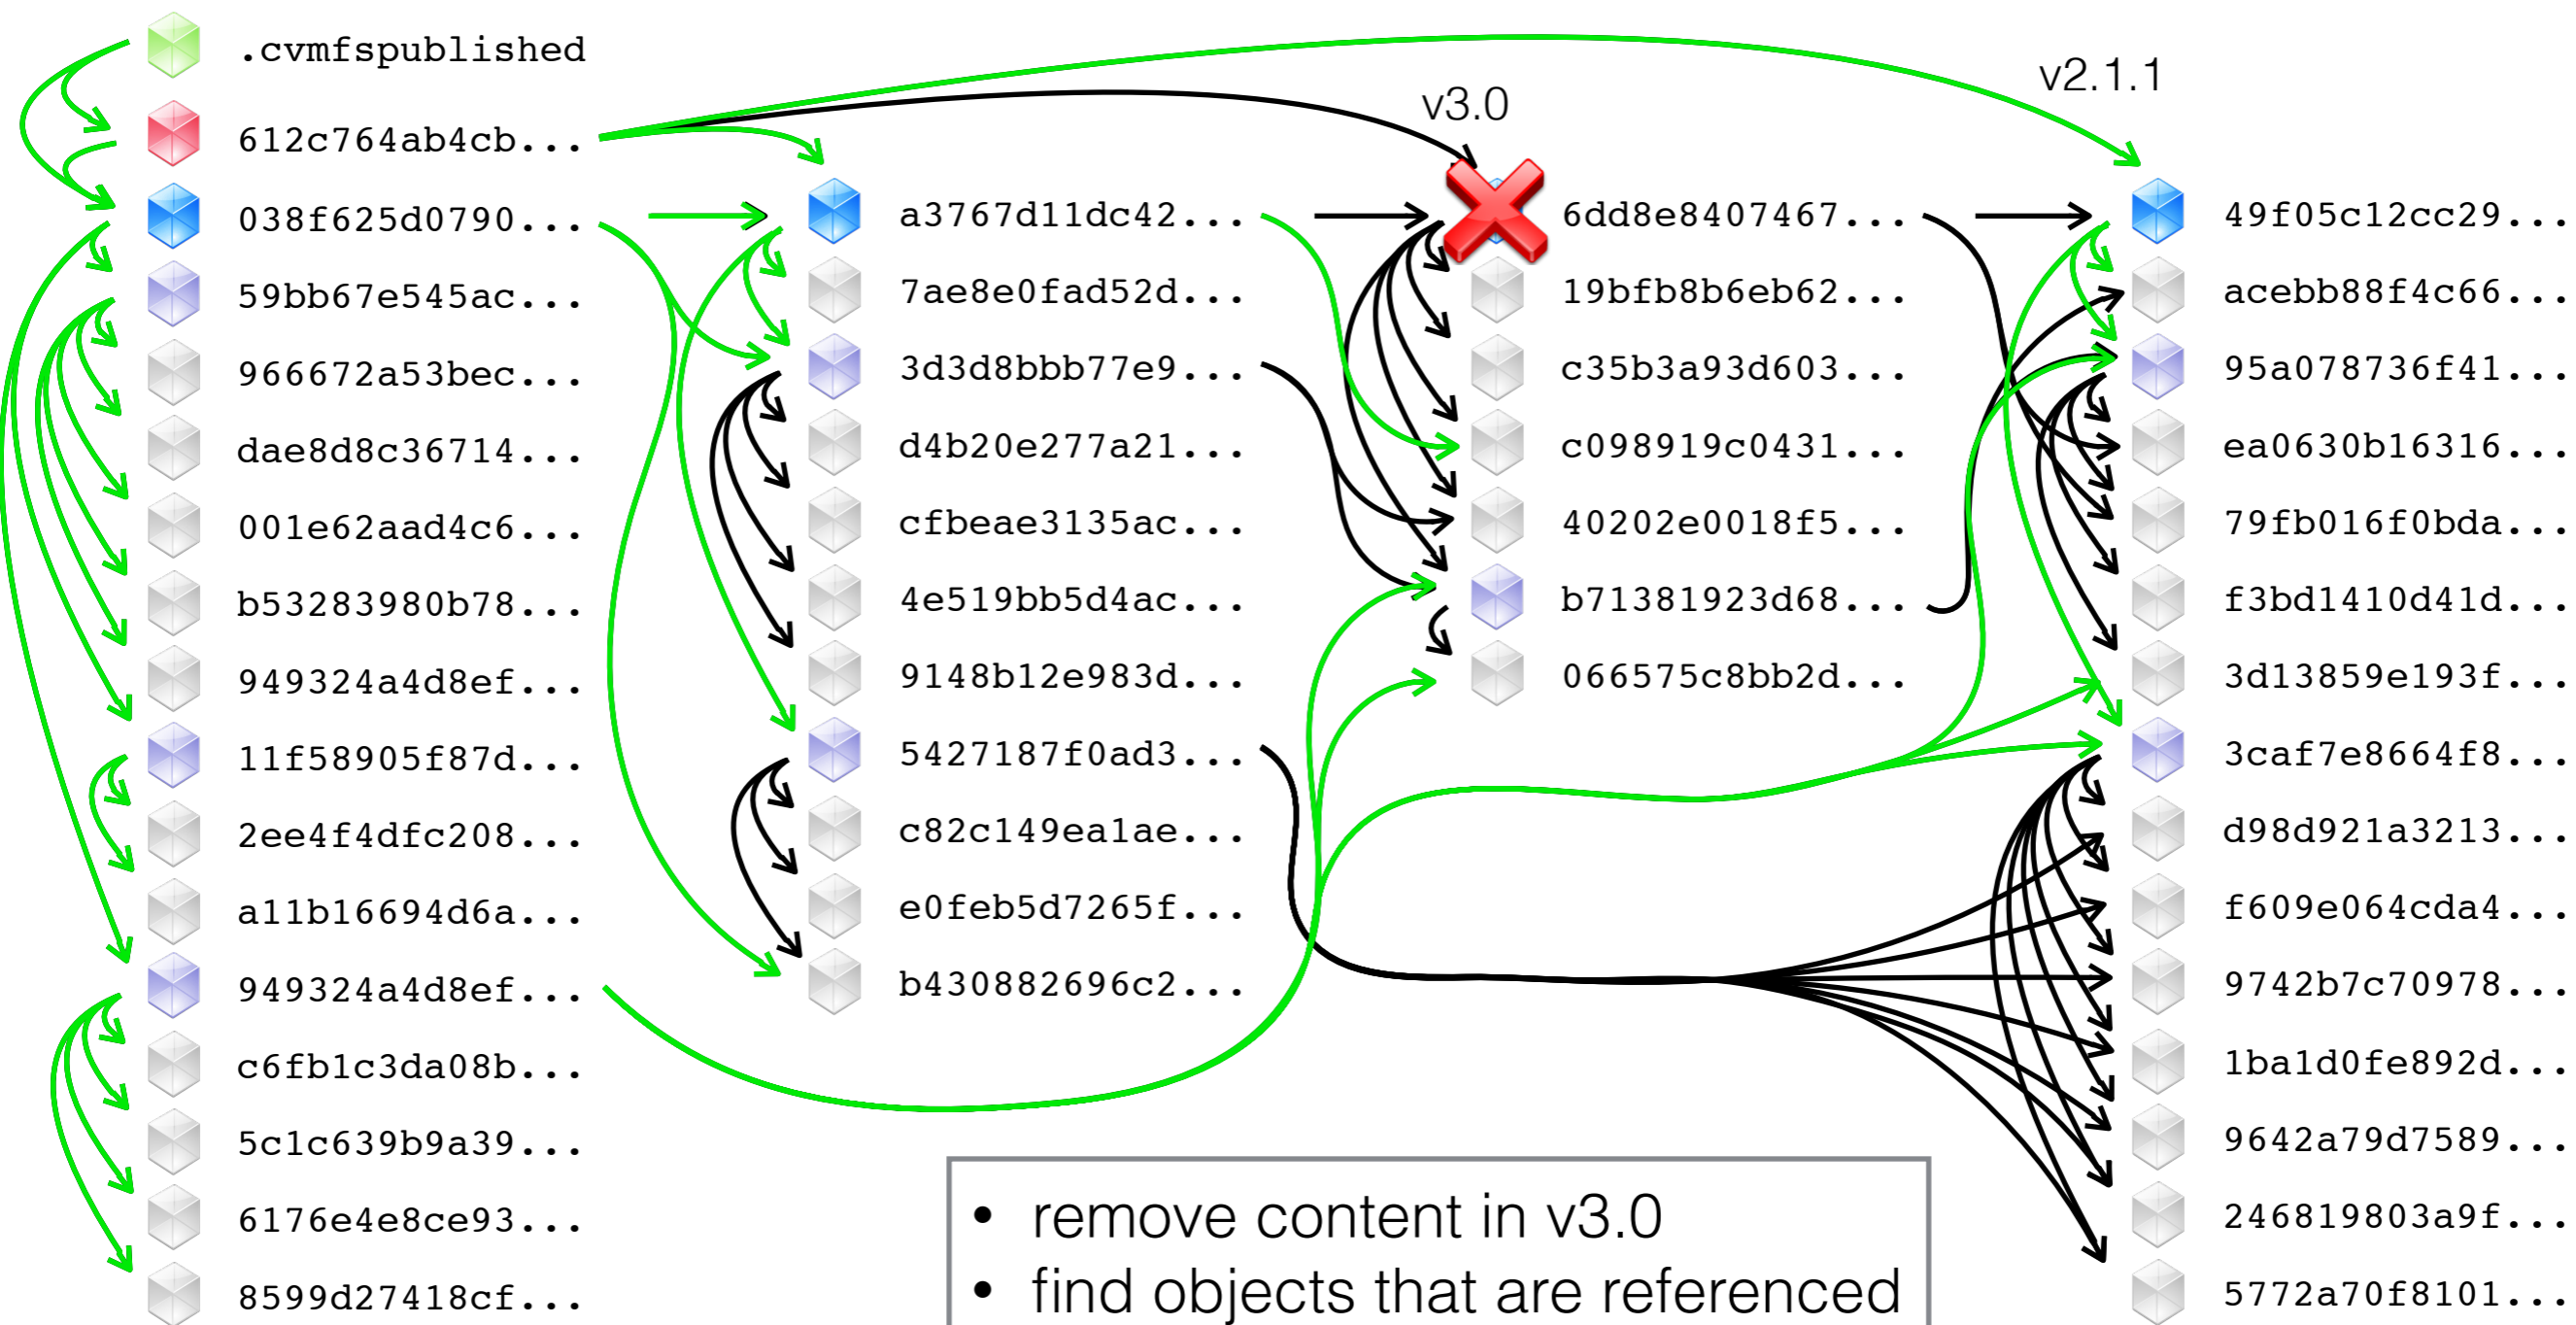 .cvmfspublished
612c764ab4cb...
038f625d0790...
59bb67e545ac...
966672a53bec...
dae8d8c36714...
001e62aad4c6...
b53283980b78...
949324a4d8ef...
11f58905f87d...
2ee4f4dfc208...
a11b16694d6a...
949324a4d8ef...
c6fb1c3da08b...
5c1c639b9a39...
6176e4e8ce93...
8599d27418cf...
a3767d11dc42...
7ae8e0fad52d...
3d3d8bbb77e9...
d4b20e277a21...
cfbeae3135ac...
4e519bb5d4ac...
9148b12e983d...
5427187f0ad3...
c82c149ea1ae...
e0feb5d7265f...
b430882696c2...
v3.0
6dd8e8407467...
19bfb8b6eb62...
c35b3a93d603...
c098919c0431...
40202e0018f5...
b71381923d68...
066575c8bb2d...
v2.1.1
49f05c12cc29...
acebb88f4c66...
95a078736f41...
ea0630b16316...
79fb016f0bda...
f3bd1410d41d...
3d13859e193f...
3caf7e8664f8...
d98d921a3213...
f609e064cda4...
9742b7c70978...
1ba1d0fe892d...
9642a79d7589...
246819803a9f...
5772a70f8101...
• remove content in v3.0
• find objects that are referenced